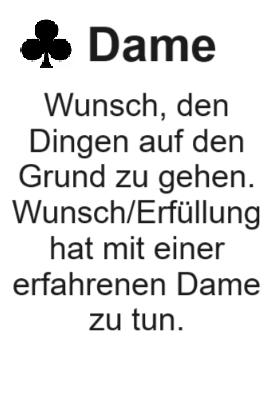 ♣ Dame
Wunsch, den
Dingen auf den
Grund zu gehen.
Wunsch/Erfüllung
hat mit einer
erfahrenen Dame
zu tun.